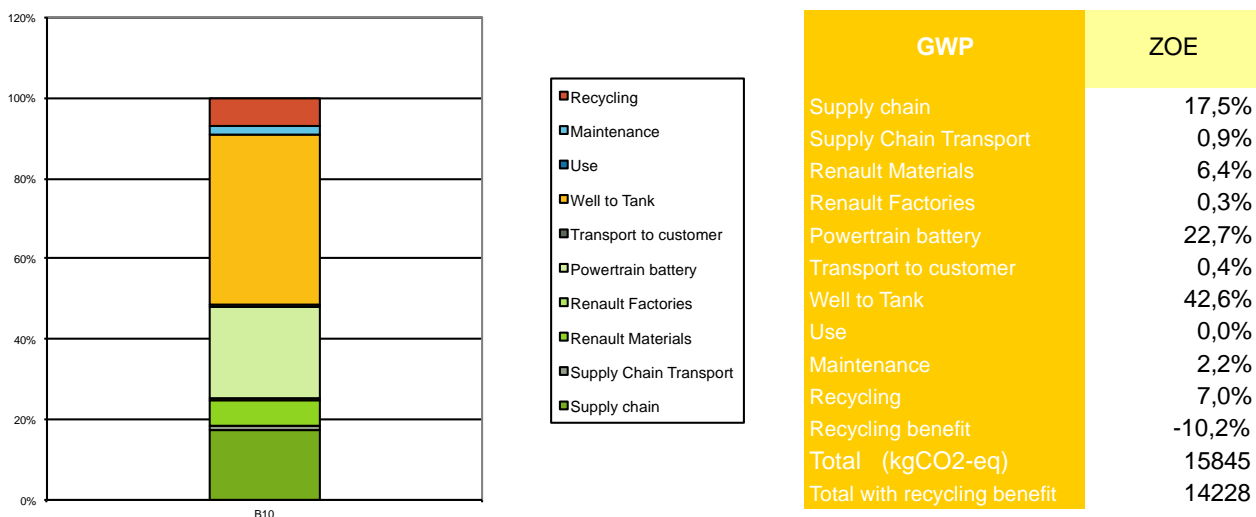 120%
100%
80%
60%
40%
20%
0%
B10
Recycling
Maintenance
Use
Well to Tank
Transport to customer
Powertrain battery
Renault Factories
Renault Materials
Supply Chain Transport
Supply chain
GWP ZOE
Supply chain 17,5%
Supply Chain Transport 0,9%
Renault Materials 6,4%
Renault Factories 0,3%
Powertrain battery 22,7%
Transport to customer 0,4%
Well to Tank 42,6%
Use 0,0%
Maintenance 2,2%
Recycling 7,0%
Recycling benefit -10,2%
Total (kgCO2-eq) 15845
Total with recycling benefit 14228